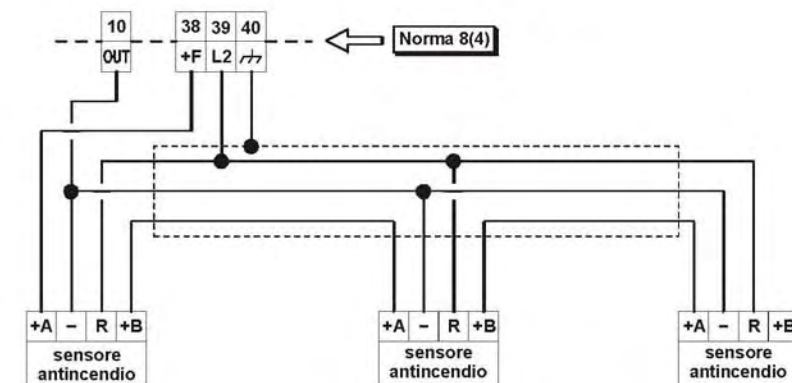 10 38 39 40
OUT +F L2
Norma 8(4)
+A – R +B +A – R +B +A – R +B
sensore sensore sensore
antincendio antincendio antincendio